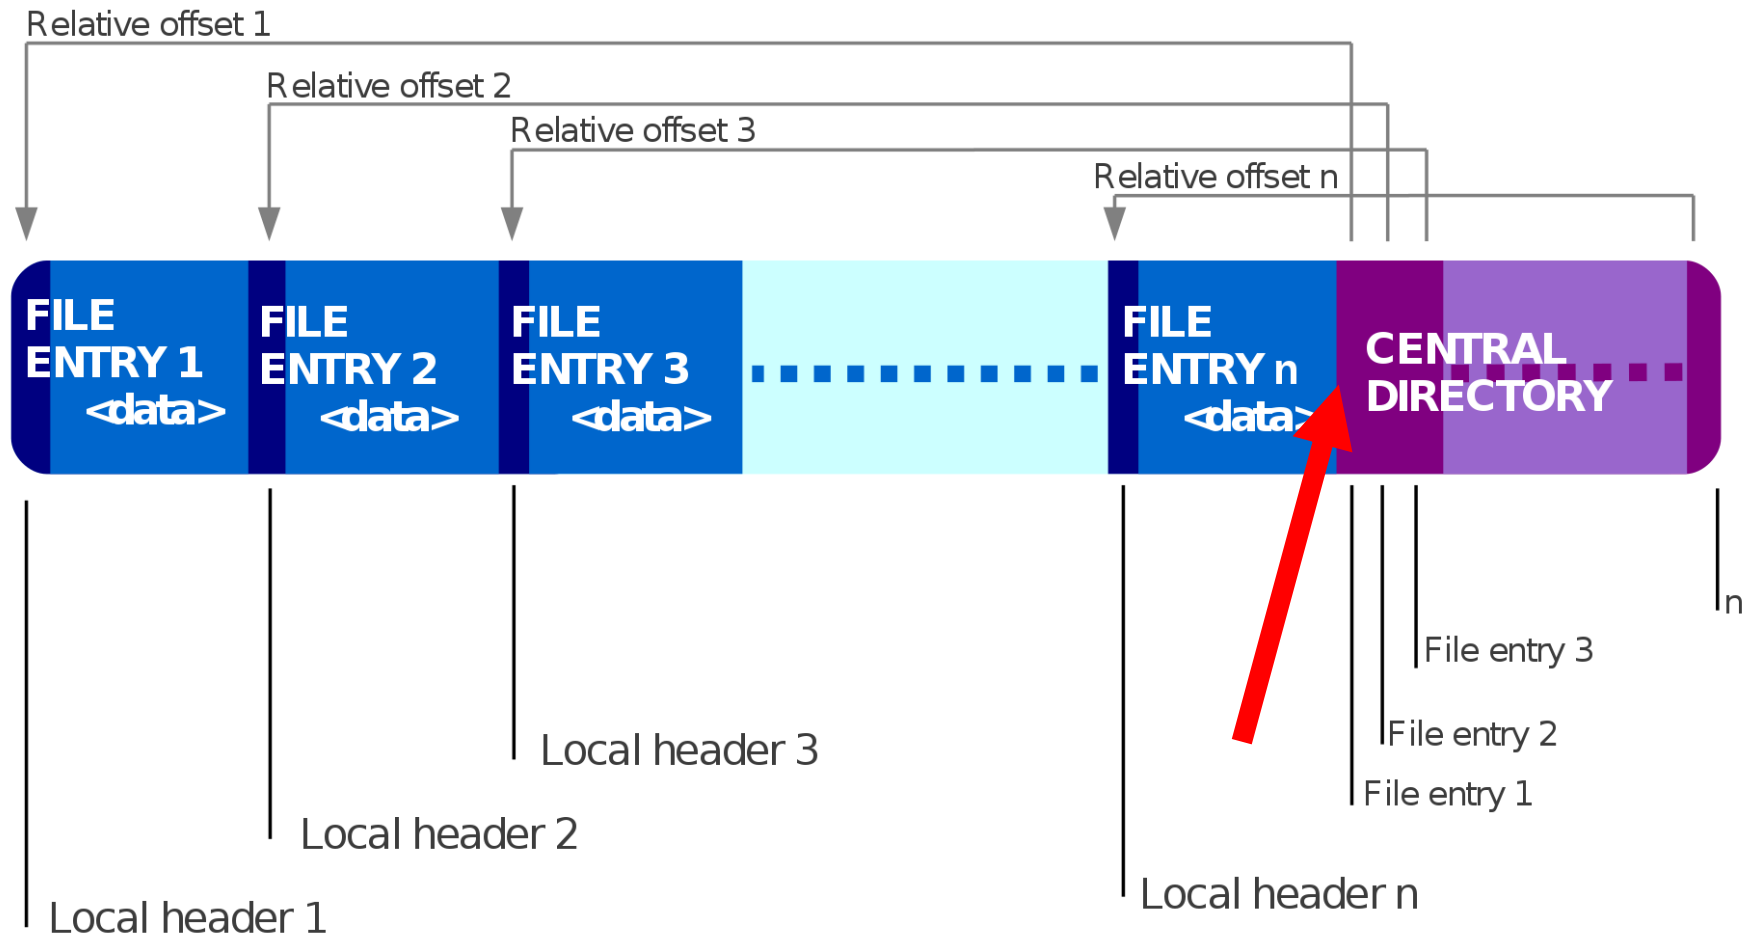 Relative offset 1
Relative offset 2
Relative offset 3
Relative offset n
FILE
ENTRY 1
<data>
FILE
ENTRY 2
<data>
FILE
ENTRY 3
<data>
FILE
ENTRY n
<data>
CENTRAL
DIRECTORY
n
File entry 3
File entry 2
File entry 1
Local header 3
Local header 2
Local header n
Local header 1